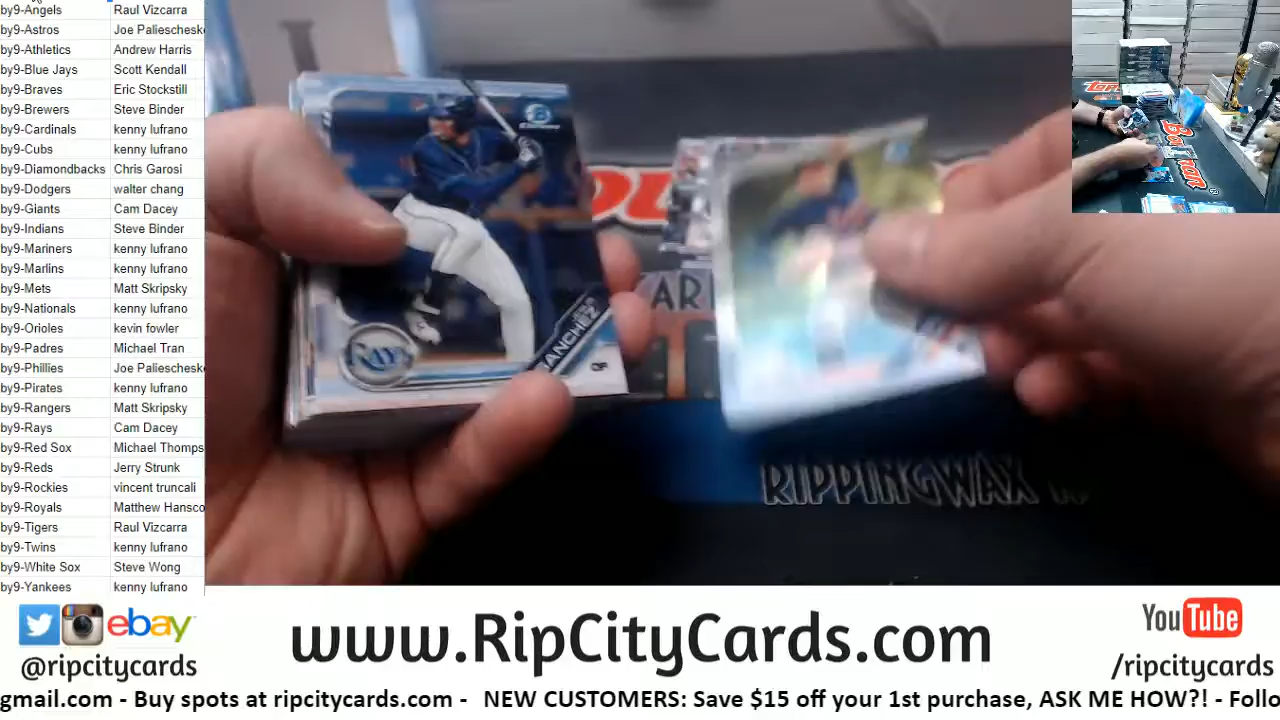 by9-Angels Raul Vizcarra
by9-Astros Joe Paliescheske
by9-Athletics Andrew Harris
by9-Blue Jays Scott Kendall
by9-Braves Eric Stockstill
by9-Brewers Steve Binder
by9-Cardinals kenny lufrano
by9-Cubs kenny lufrano
by9-Diamondbacks Chris Garosi
by9-Dodgers walter chang
by9-Giants Cam Dacey
by9-Indians Steve Binder
by9-Mariners kenny lufrano
by9-Marlins kenny lufrano
by9-Mets Matt Skripsky
by9-Nationals kenny lufrano
by9-Orioles kevin fowler
by9-Padres Michael Tran
by9-Phillies Joe Paliescheske
by9-Pirates kenny lufrano
by9-Rangers Matt Skripsky
by9-Rays Cam Dacey
by9-Red Sox Michael Thomps
by9-Reds Jerry Strunk
by9-Rockies vincent truncali
by9-Royals Matthew Hansco
by9-Tigers Raul Vizcarra
by9-Twins kenny lufrano
by9-White Sox Steve Wong
by9-Yankees kenny lufrano
RAYS
SANCHEZ
OF
RIPPINGWAX
ebay
@ripcitycards
www.RipCityCards.com
YouTube
/ripcitycards
gmail.com - Buy spots at ripcitycards.com - NEW CUSTOMERS: Save $15 off your 1st purchase, ASK ME HOW?! - Follo